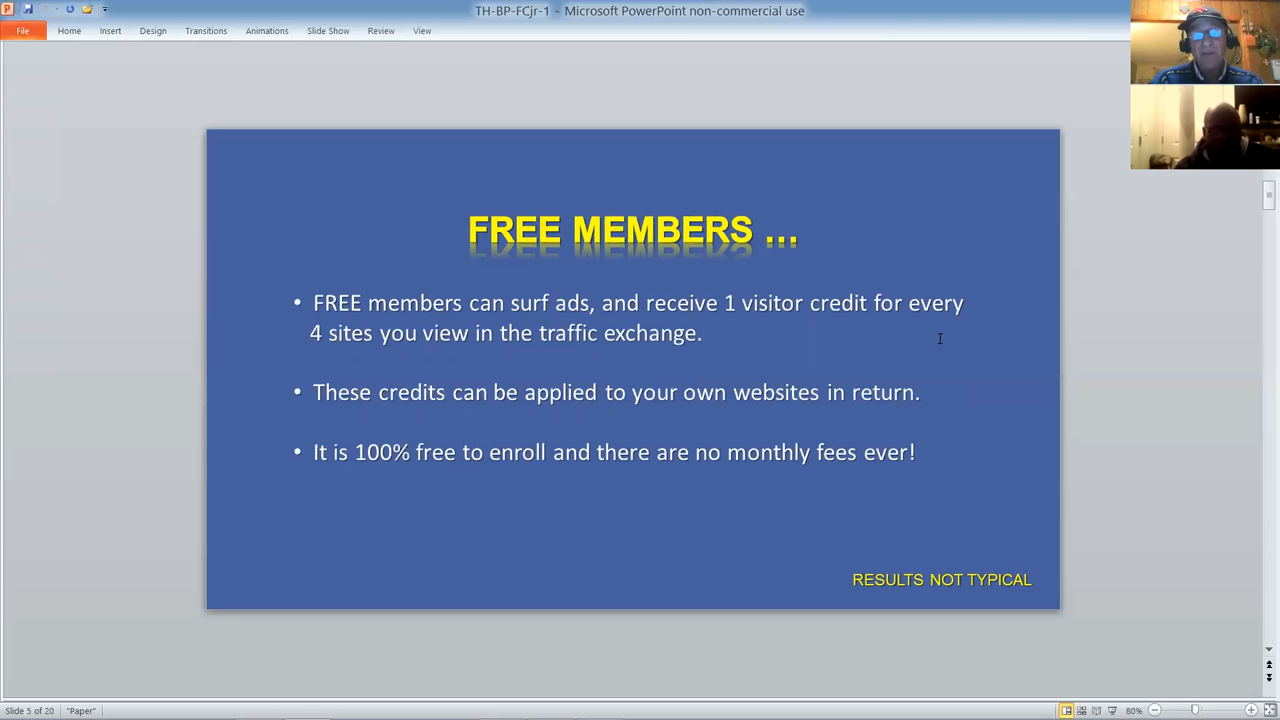 TH-BP-FCjr-1 - Microsoft PowerPoint non-commercial use
File Home Insert Design Transitions Animations Slide Show Review View
FREE MEMBERS ...
• FREE members can surf ads, and receive 1 visitor credit for every
4 sites you view in the traffic exchange.
• These credits can be applied to your own websites in return.
• It is 100% free to enroll and there are no monthly fees ever!
RESULTS NOT TYPICAL
Slide 5 of 20 "Paper" 80%